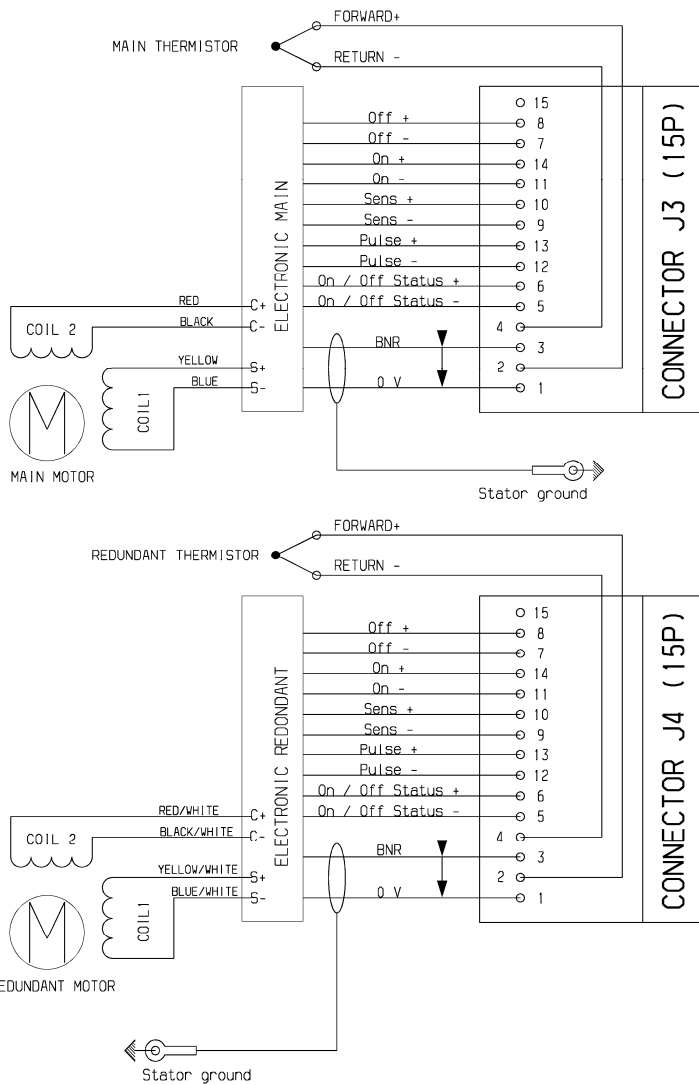 FORWARD+
MAIN THERMISTOR
RETURN -
15
Off + 8
Off - 7
On + 14
On - 11
Sens + 10
Sens - 9
Pulse + 13
Pulse - 12
On / Off Status + 6
RED C+ On / Off Status - 5
COIL 2 BLACK C- 4
BNR 3
YELLOW S+ 2
BLUE S- 0 V 1
COIL1
ELECTRONIC MAIN
CONNECTOR J3 (15P)
M
MAIN MOTOR
Stator ground
FORWARD+
REDUNDANT THERMISTOR
RETURN -
15
Off + 8
Off - 7
On + 14
On - 11
Sens + 10
Sens - 9
Pulse + 13
Pulse - 12
On / Off Status + 6
RED/WHITE C+ On / Off Status - 5
COIL 2 BLACK/WHITE C- 4
BNR 3
YELLOW/WHITE S+ 2
BLUE/WHITE S- 0 V 1
COIL1
ELECTRONIC REDONDANT
CONNECTOR J4 (15P)
M
EDUNDANT MOTOR
Stator ground